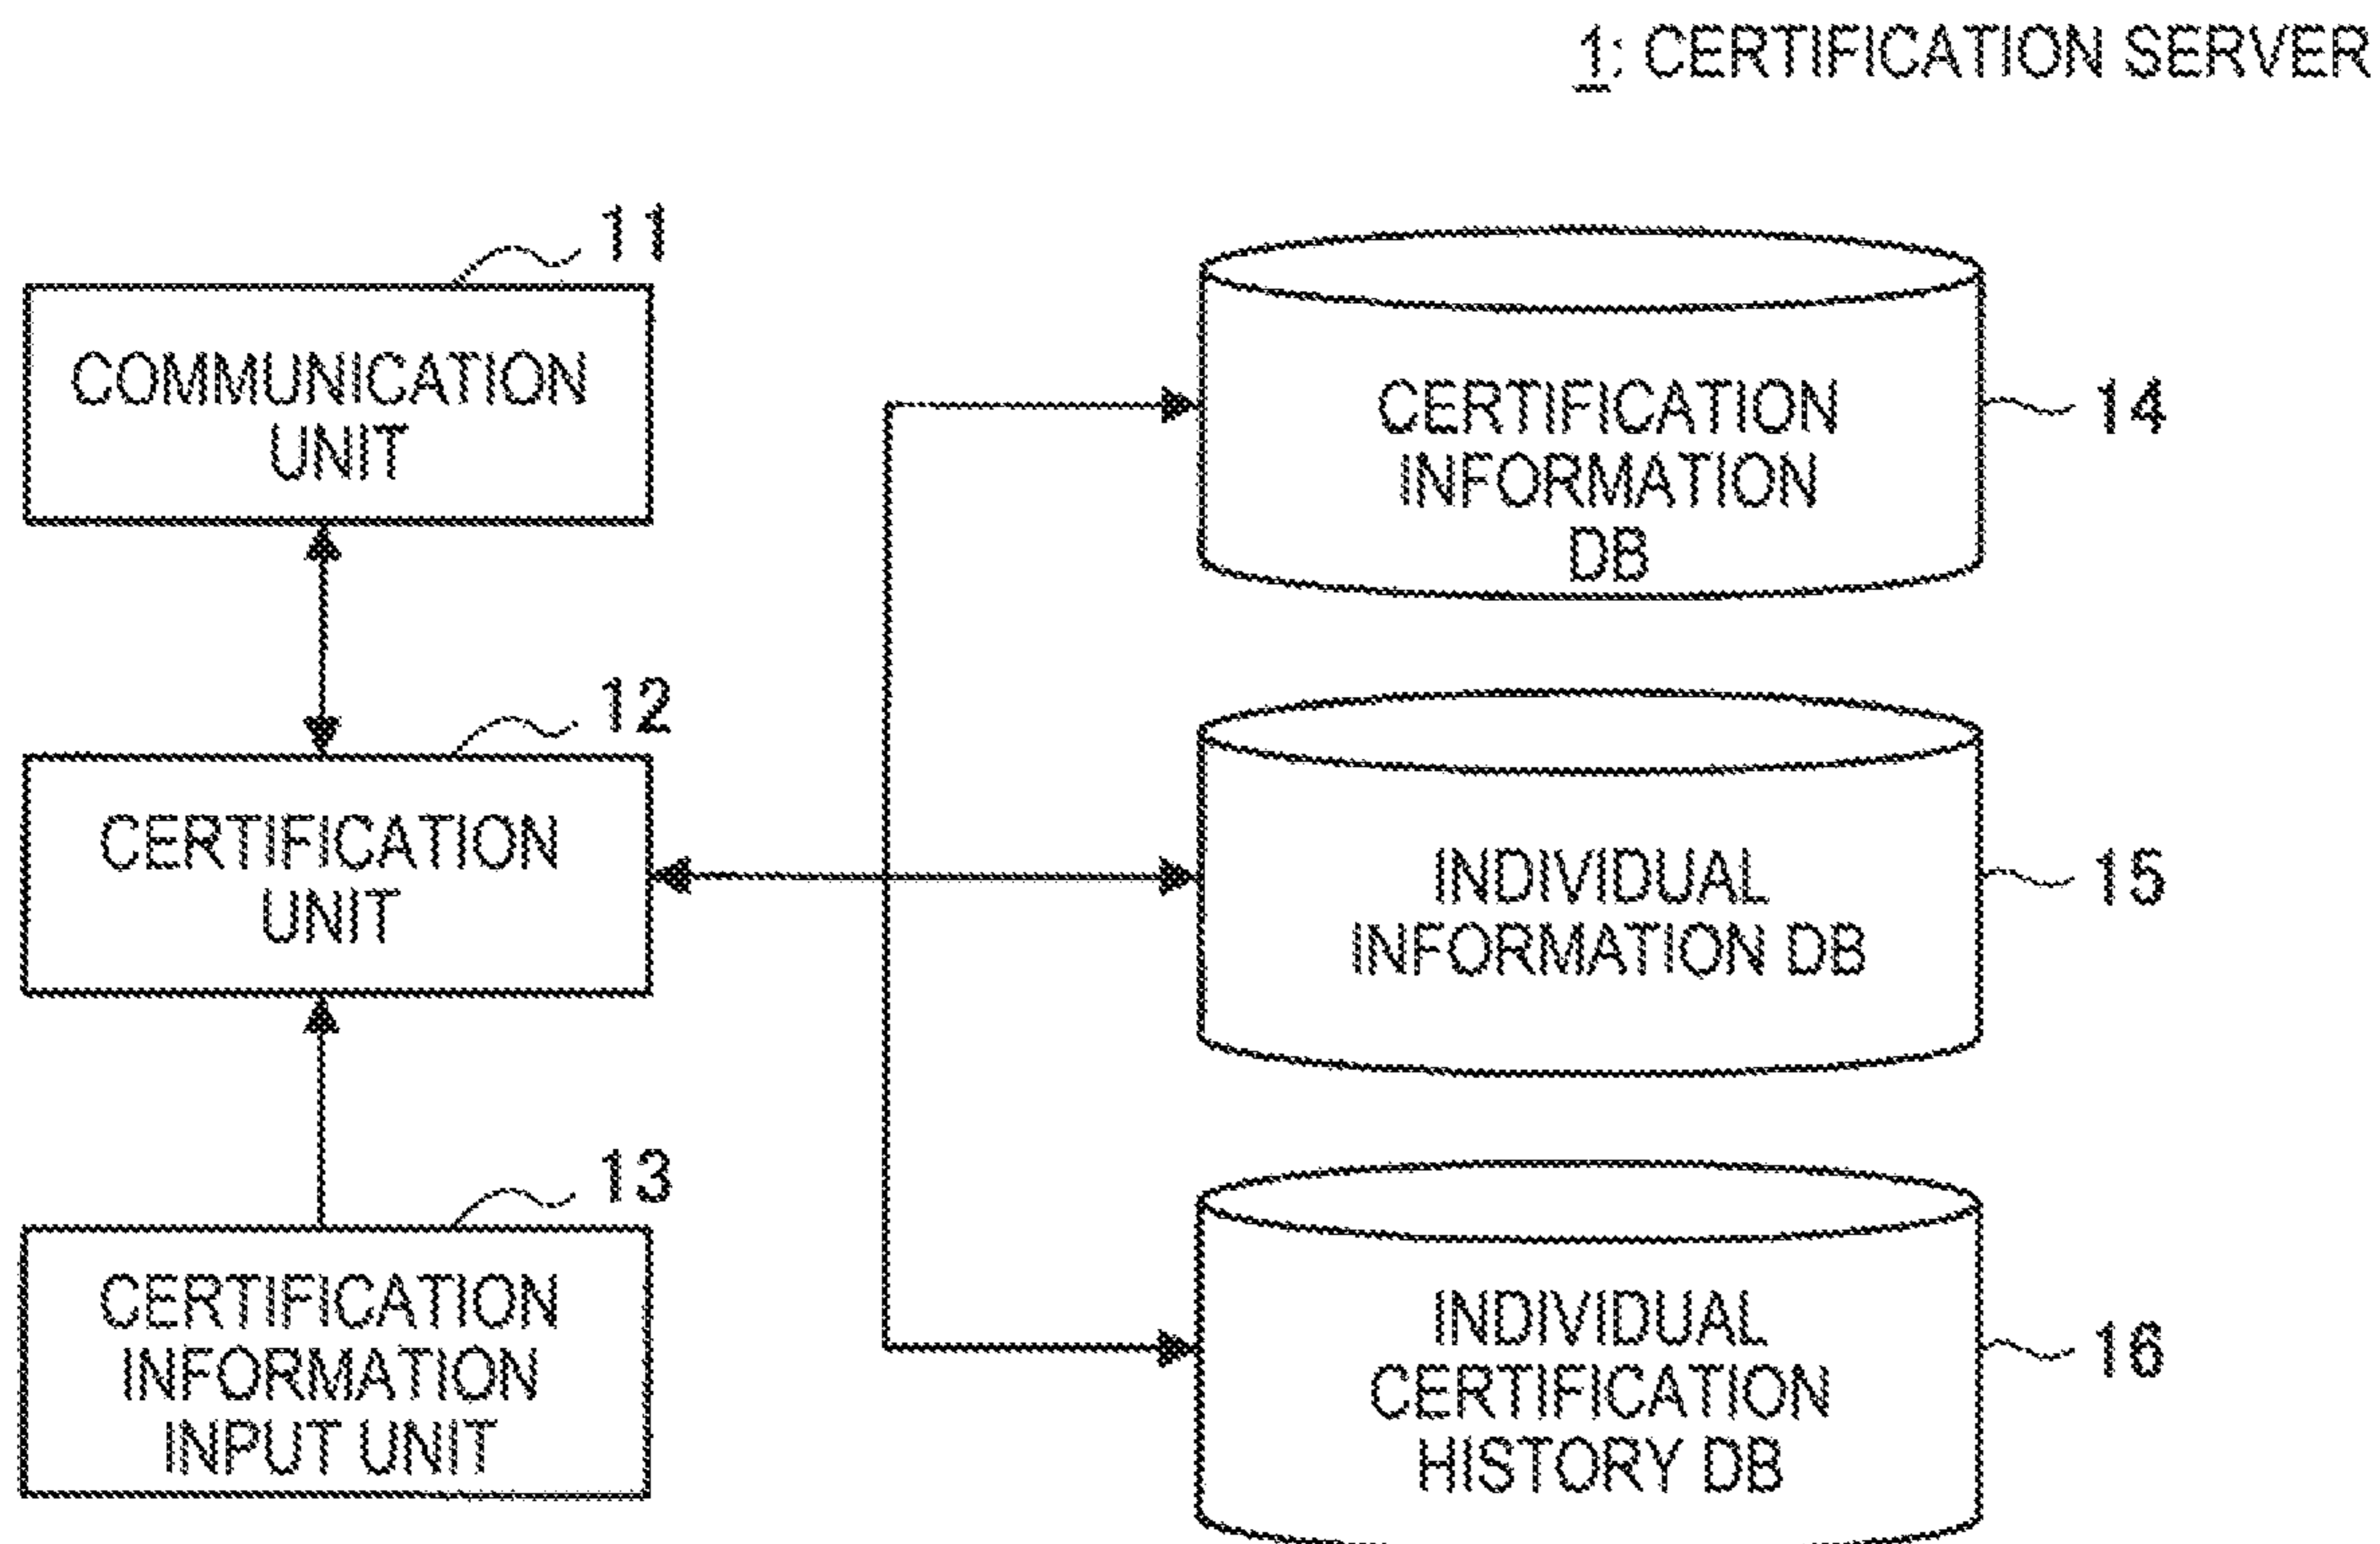 1: CERTIFICATION SERVER
11
COMMUNICATION
UNIT
12
CERTIFICATION
UNIT
13
CERTIFICATION
INFORMATION
INPUT UNIT
CERTIFICATION
INFORMATION
DB
14
INDIVIDUAL
INFORMATION DB
15
INDIVIDUAL
CERTIFICATION
HISTORY DB
16